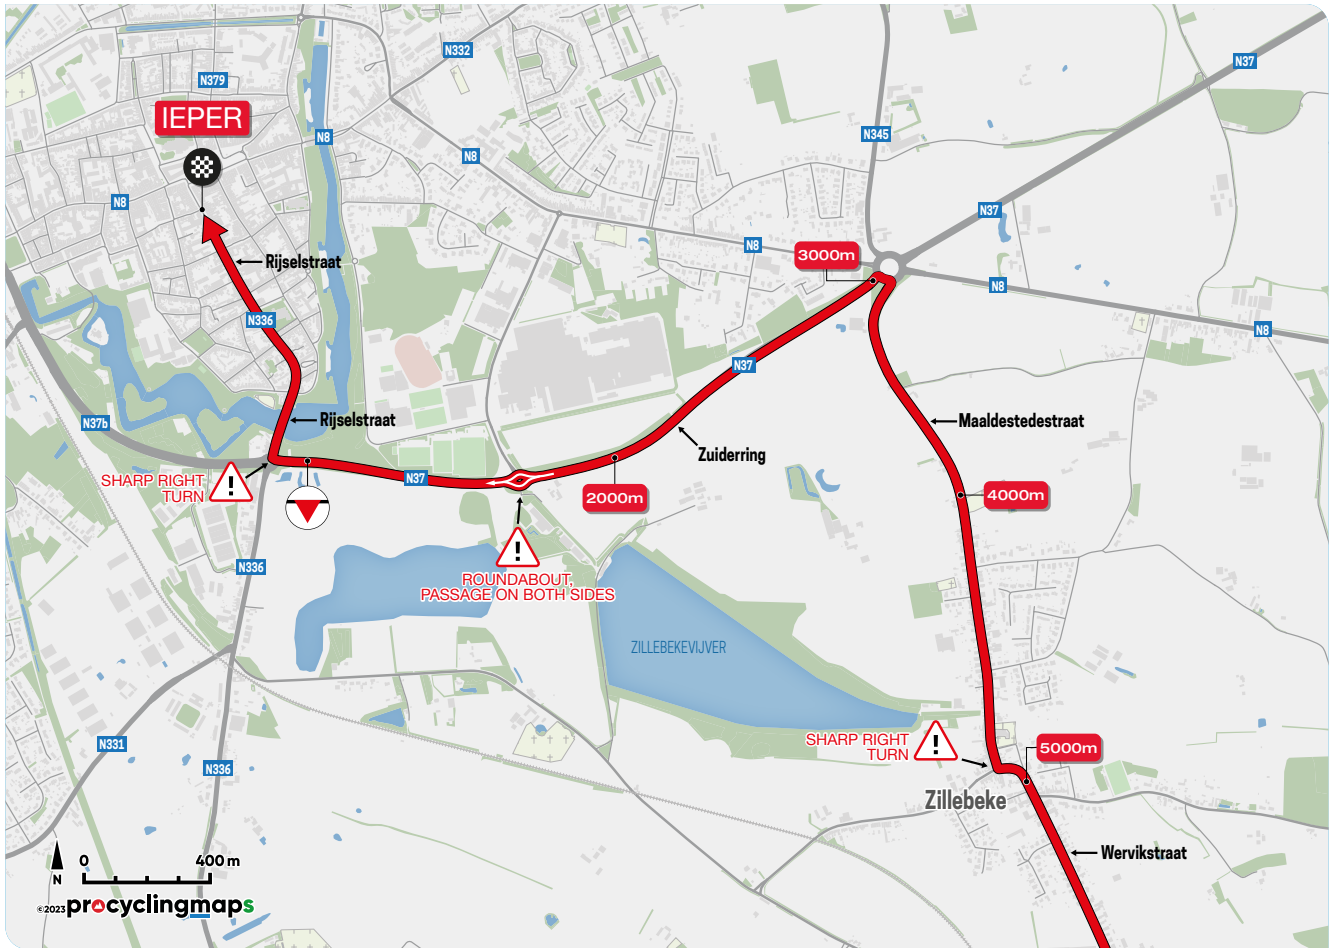 N332
N37
N379
IEPER
N8
N345
N8
N8
N37
N8
Rijselstraat
3000m
N8
N336
N8
N37
Rijselstraat
Maaldestedestraat
N37b
Zuiderring
SHARP RIGHT
TURN
!
N37
2000m
4000m
!
ROUNDABOUT,
PASSAGE ON BOTH SIDES
N336
ZILLEBEKEVIJVER
SHARP RIGHT
TURN
!
N331
5000m
N336
Zillebeke
Wervikstraat
0
400 m
N
©2023 procyclingmaps